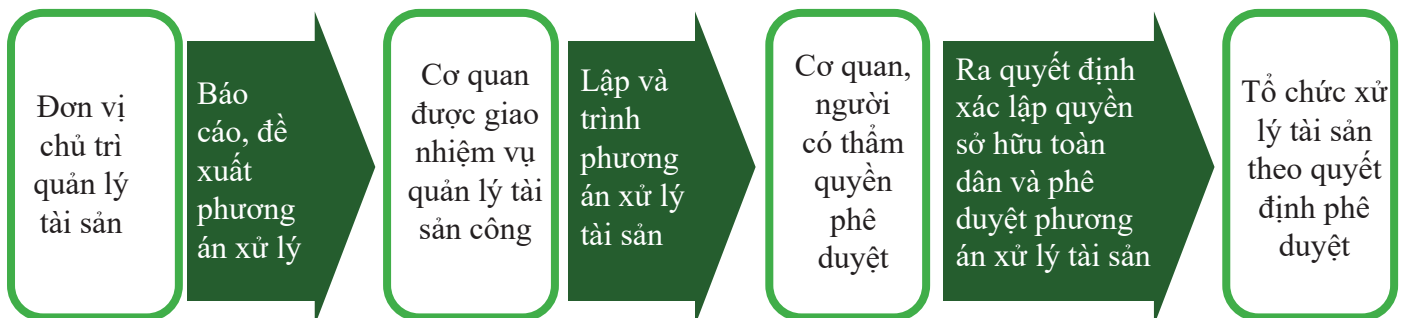 Đơn vị
chủ trì
quản lý
tài sản
Báo
cáo, đề
xuất
phương
án xử lý
Cơ quan
được giao
nhiệm vụ
quản lý tài
sản công
Lập và
trình
phương
án xử lý
tài sản
Cơ quan,
người
có thẩm
quyền
phê
duyệt
Ra quyết định
xác lập quyền
sở hữu toàn
dân và phê
duyệt phương
án xử lý tài sản
Tổ chức xử
lý tài sản
theo quyết
định phê
duyệt